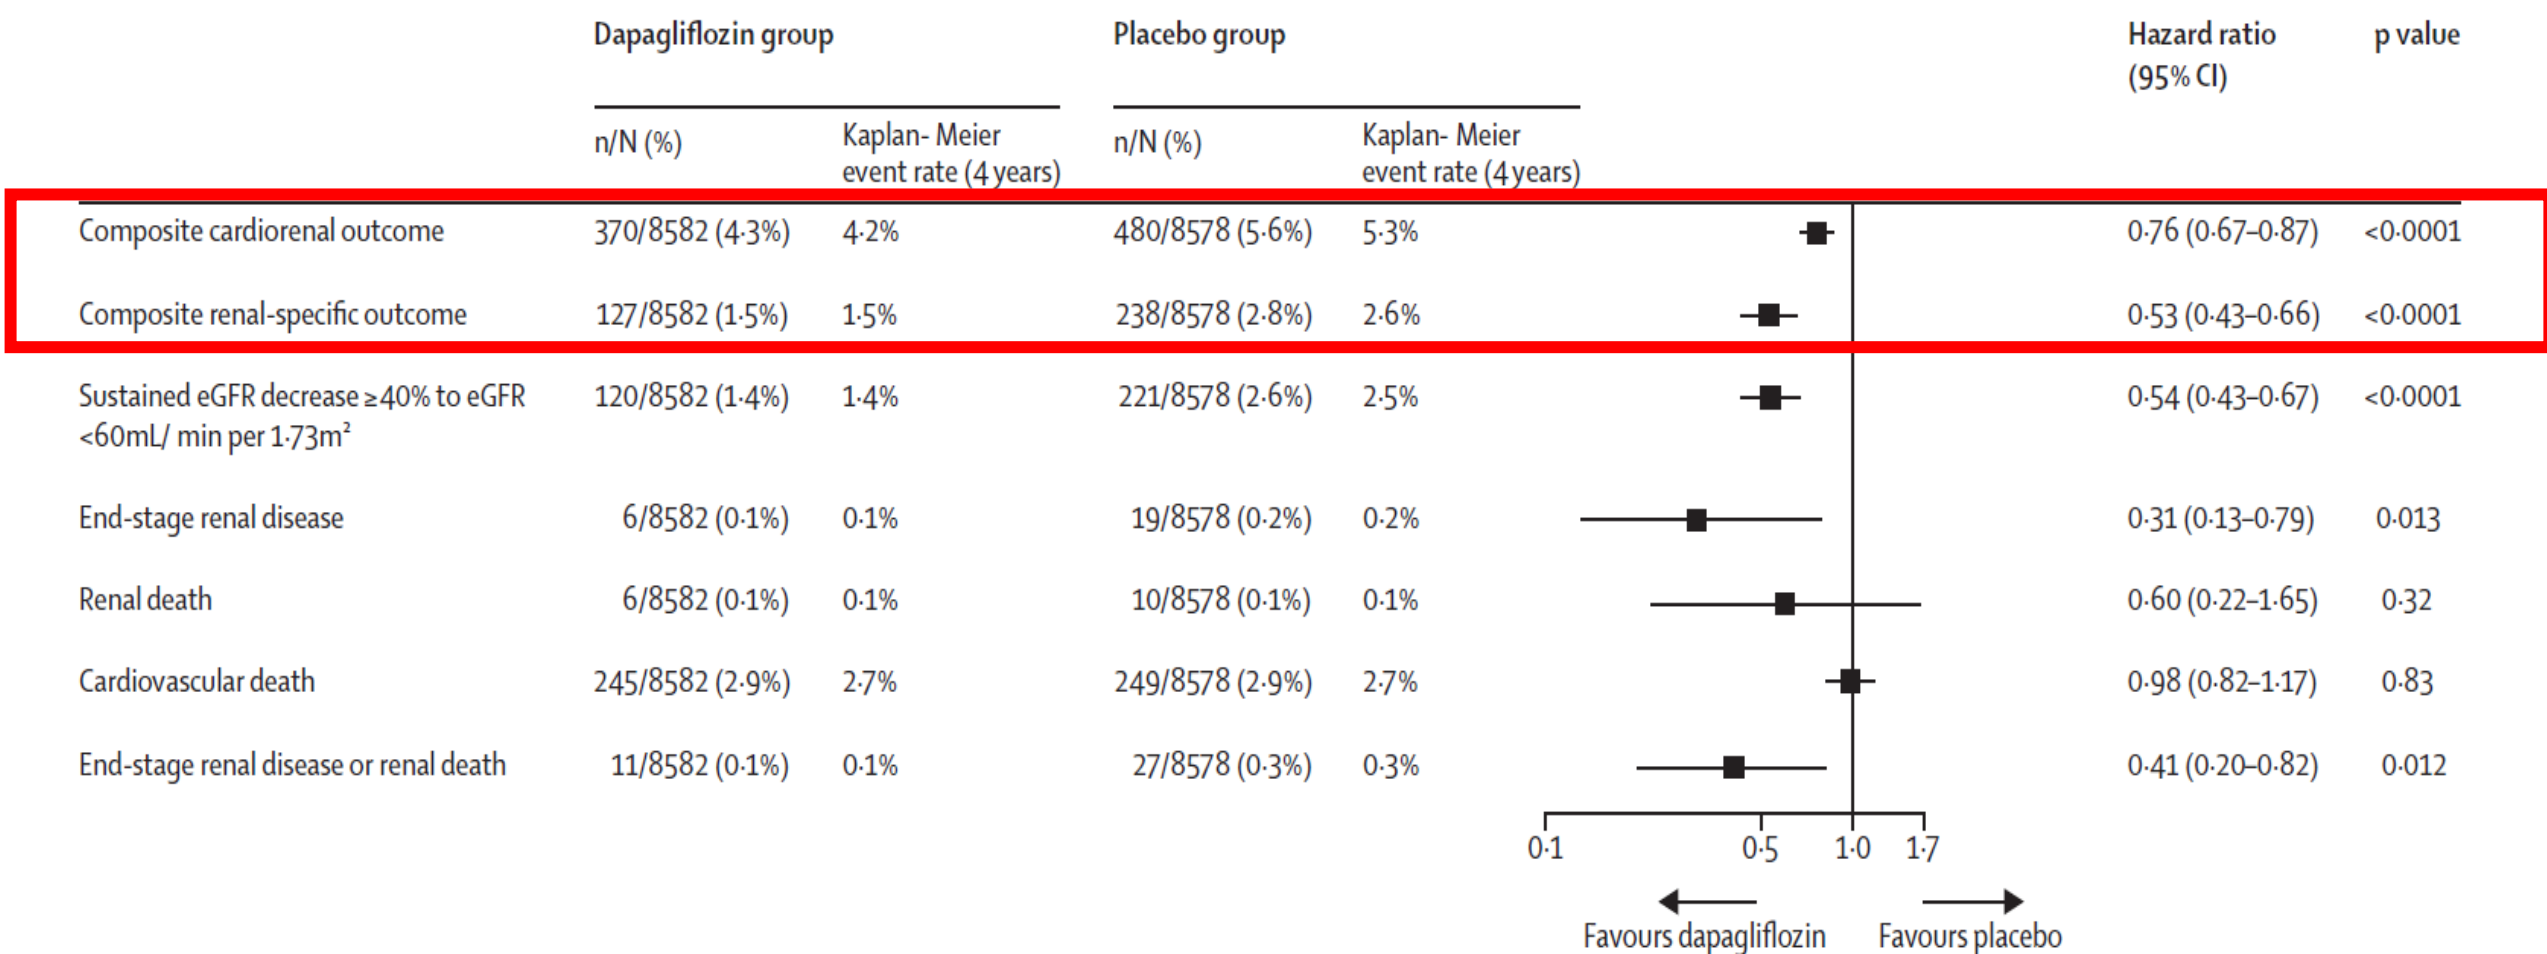 Dapagliflozin group Placebo group Hazard ratio p value
(95% CI)
n/N (%) Kaplan- Meier n/N (%) Kaplan- Meier
event rate (4 years) event rate (4 years)
Composite cardiorenal outcome 370/8582 (4·3%) 4·2% 480/8578 (5·6%) 5·3% 0·76 (0·67–0·87) <0·0001
Composite renal-specific outcome 127/8582 (1·5%) 1·5% 238/8578 (2·8%) 2·6% 0·53 (0·43–0·66) <0·0001
Sustained eGFR decrease ≥40% to eGFR 120/8582 (1·4%) 1·4% 221/8578 (2·6%) 2·5% 0·54 (0·43–0·67) <0·0001
<60mL/ min per 1·73m²
End-stage renal disease 6/8582 (0·1%) 0·1% 19/8578 (0·2%) 0·2% 0·31 (0·13–0·79) 0·013
Renal death 6/8582 (0·1%) 0·1% 10/8578 (0·1%) 0·1% 0·60 (0·22–1·65) 0·32
Cardiovascular death 245/8582 (2·9%) 2·7% 249/8578 (2·9%) 2·7% 0·98 (0·82–1·17) 0·83
End-stage renal disease or renal death 11/8582 (0·1%) 0·1% 27/8578 (0·3%) 0·3% 0·41 (0·20–0·82) 0·012
0·1 0·5 1·0 1·7
Favours dapagliflozin Favours placebo